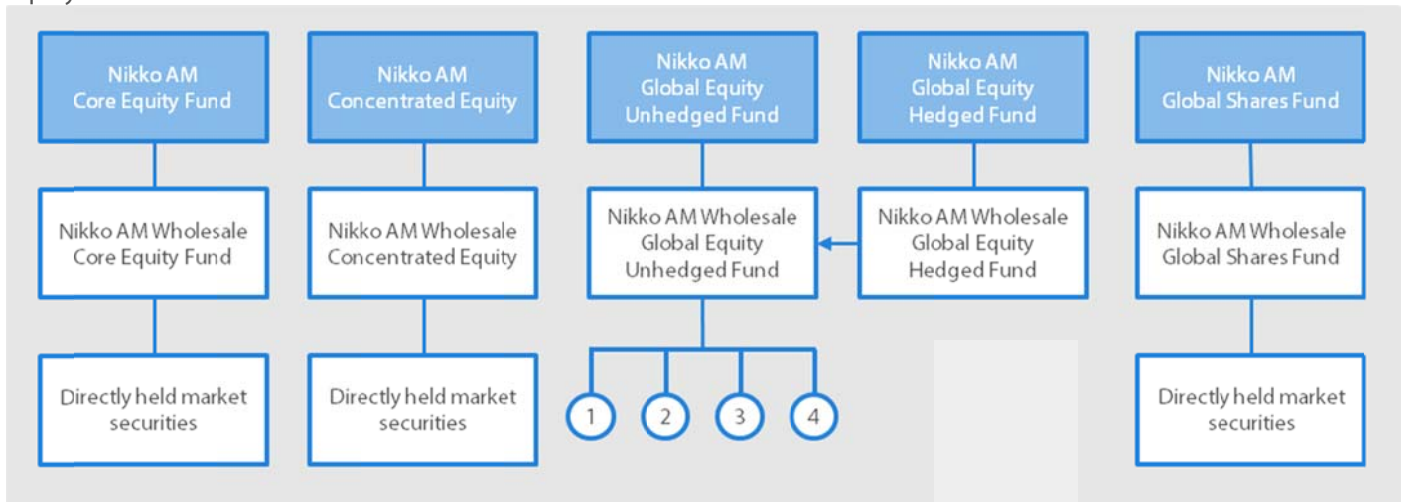 Nikko AM
Core Equity Fund
Nikko AM
Concentrated Equity
Nikko AM
Global Equity
Unhedged Fund
Nikko AM
Global Equity
Hedged Fund
Nikko AM
Global Shares Fund
Nikko AM Wholesale
Core Equity Fund
Nikko AM Wholesale
Concentrated Equity
Nikko AM Wholesale
Global Equity
Unhedged Fund
Nikko AM Wholesale
Global Equity
Hedged Fund
Nikko AM Wholesale
Global Shares Fund
Directly held market
securities
Directly held market
securities
1
2
3
4
Directly held market
securities